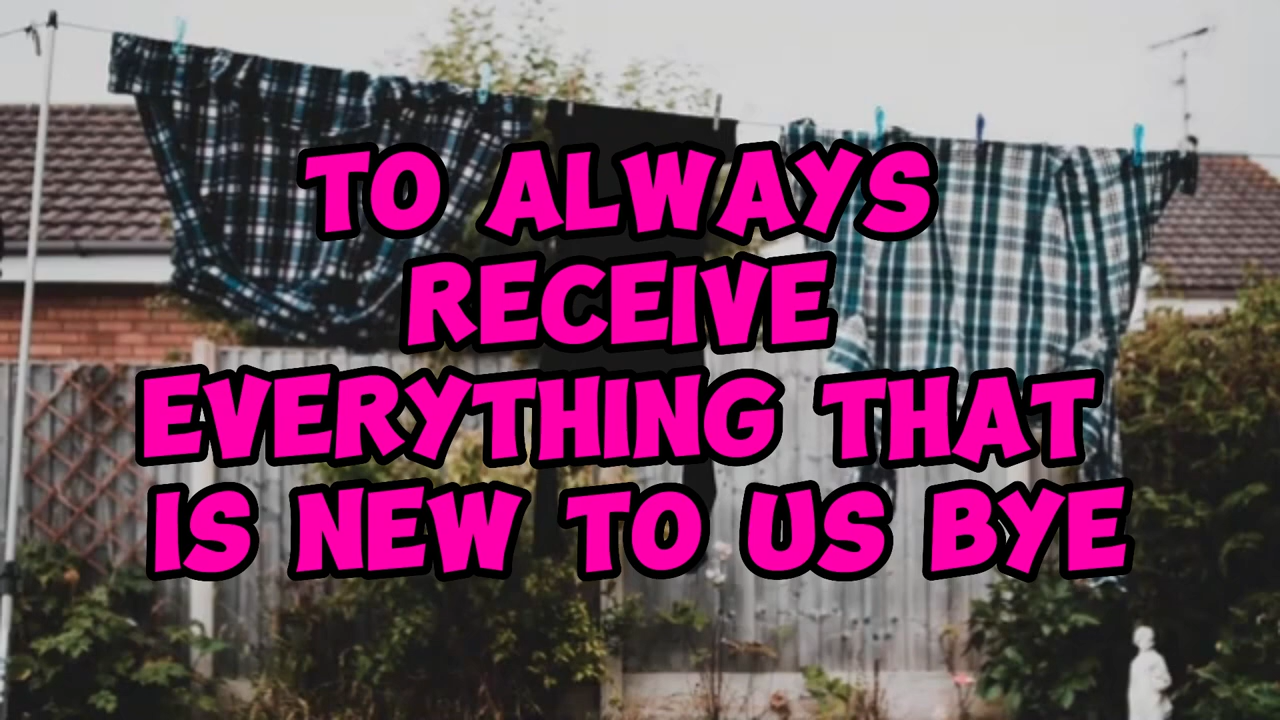 TO ALWAYS
RECEIVE
EVERYTHING THAT
IS NEW TO US BYE